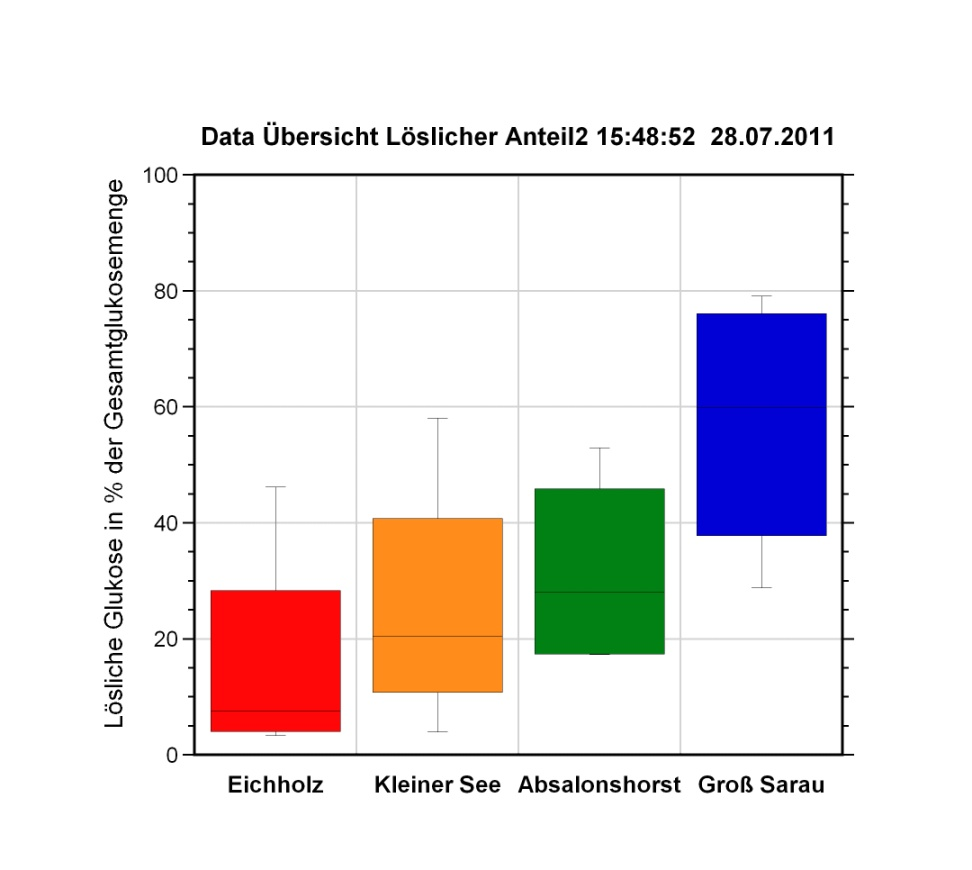 Data Übersicht Löslicher Anteil2 15:48:52  28.07.2011
Lösliche Glukose in % der Gesamtglukosemenge
100
80
60
40
20
0
Eichholz Kleiner See Absalonshorst Groß Sarau